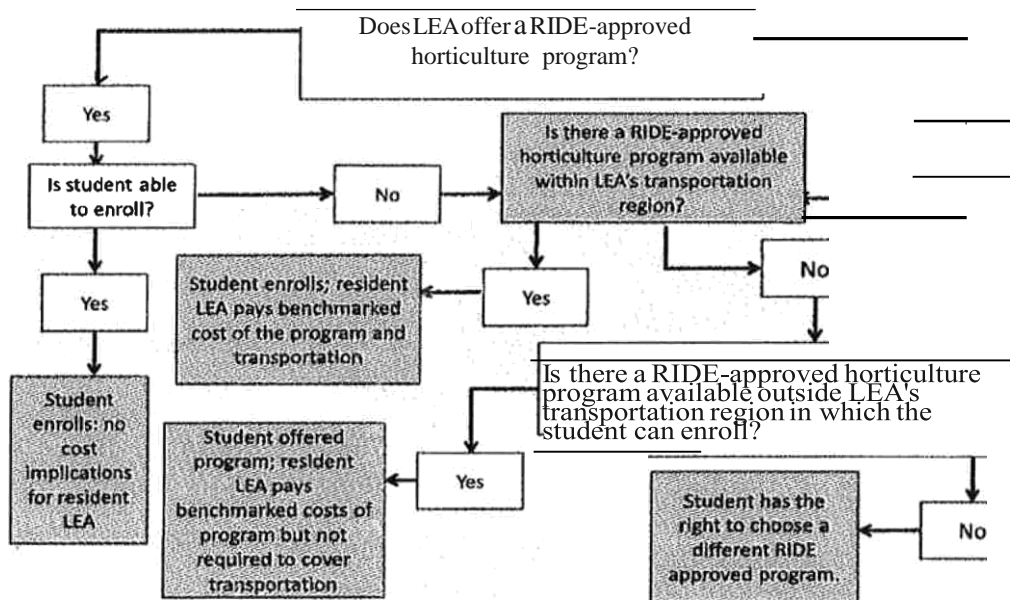 Does LEA offer a RIDE-approved
horticulture program?
Yes
Is there a RIDE-approved
horticulture program available
within LEA's transportation
region?
Is student able
to enroll?
No
No
Yes
Student enrolls; resident
LEA pays benchmarked
cost of the program and
transportation
Yes
Is there a RIDE-approved horticulture
program available outside LEA's
transportation region in which the
student can enroll?
Student
enrolls: no
cost
implications
for resident
LEA
Student offered
program; resident
LEA pays
benchmarked costs of
program but not
required to cover
transportation
Yes
Student has the
right to choose a
different RIDE
approved program.
No